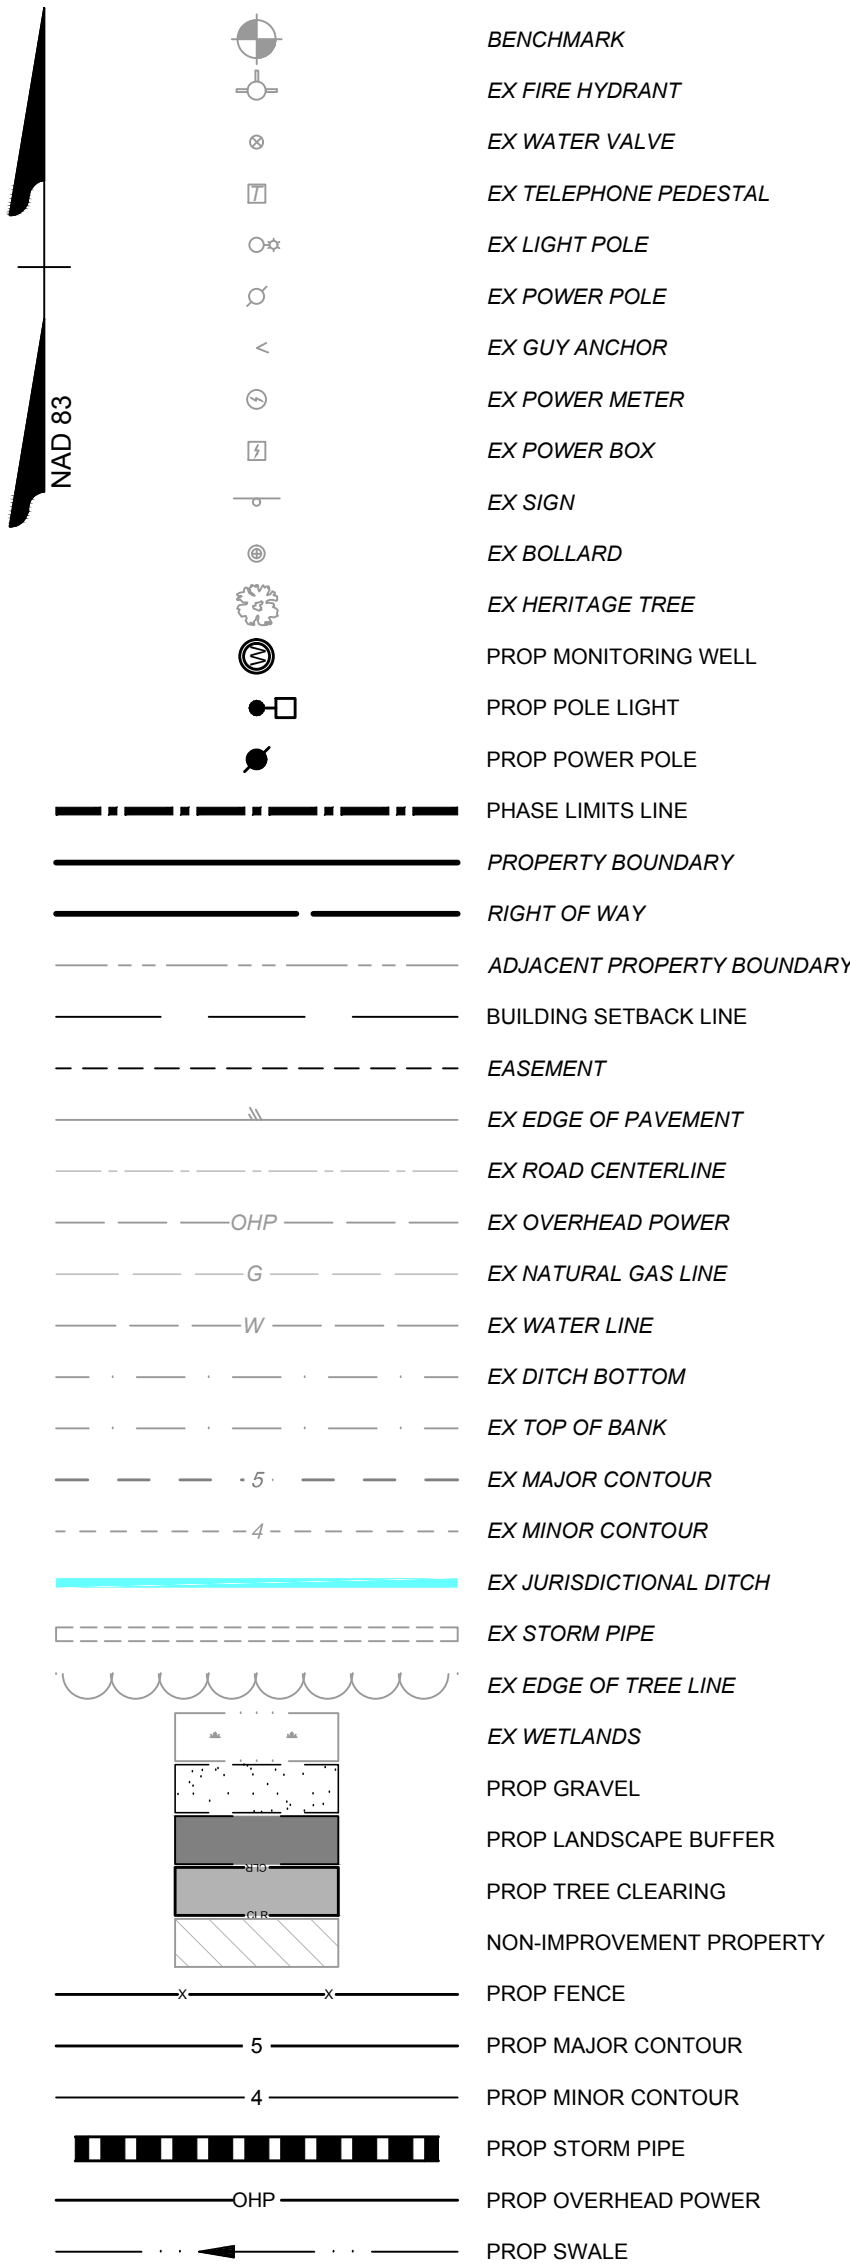 BENCHMARK
EX FIRE HYDRANT
EX WATER VALVE
T EX TELEPHONE PEDESTAL
EX LIGHT POLE
EX POWER POLE
EX GUY ANCHOR
NAD 83
EX POWER METER
EX POWER BOX
EX SIGN
EX BOLLARD
EX HERITAGE TREE
W PROP MONITORING WELL
PROP POLE LIGHT
PROP POWER POLE
PHASE LIMITS LINE
PROPERTY BOUNDARY
RIGHT OF WAY
ADJACENT PROPERTY BOUNDARY
BUILDING SETBACK LINE
EASEMENT
EX EDGE OF PAVEMENT
EX ROAD CENTERLINE
OHP EX OVERHEAD POWER
G EX NATURAL GAS LINE
W EX WATER LINE
EX DITCH BOTTOM
EX TOP OF BANK
5 EX MAJOR CONTOUR
4 EX MINOR CONTOUR
EX JURISDICTIONAL DITCH
EX STORM PIPE
EX EDGE OF TREE LINE
EX WETLANDS
PROP GRAVEL
PROP LANDSCAPE BUFFER
CLR
PROP TREE CLEARING
CLR
NON-IMPROVEMENT PROPERTY
x x PROP FENCE
5 PROP MAJOR CONTOUR
4 PROP MINOR CONTOUR
PROP STORM PIPE
OHP PROP OVERHEAD POWER
PROP SWALE